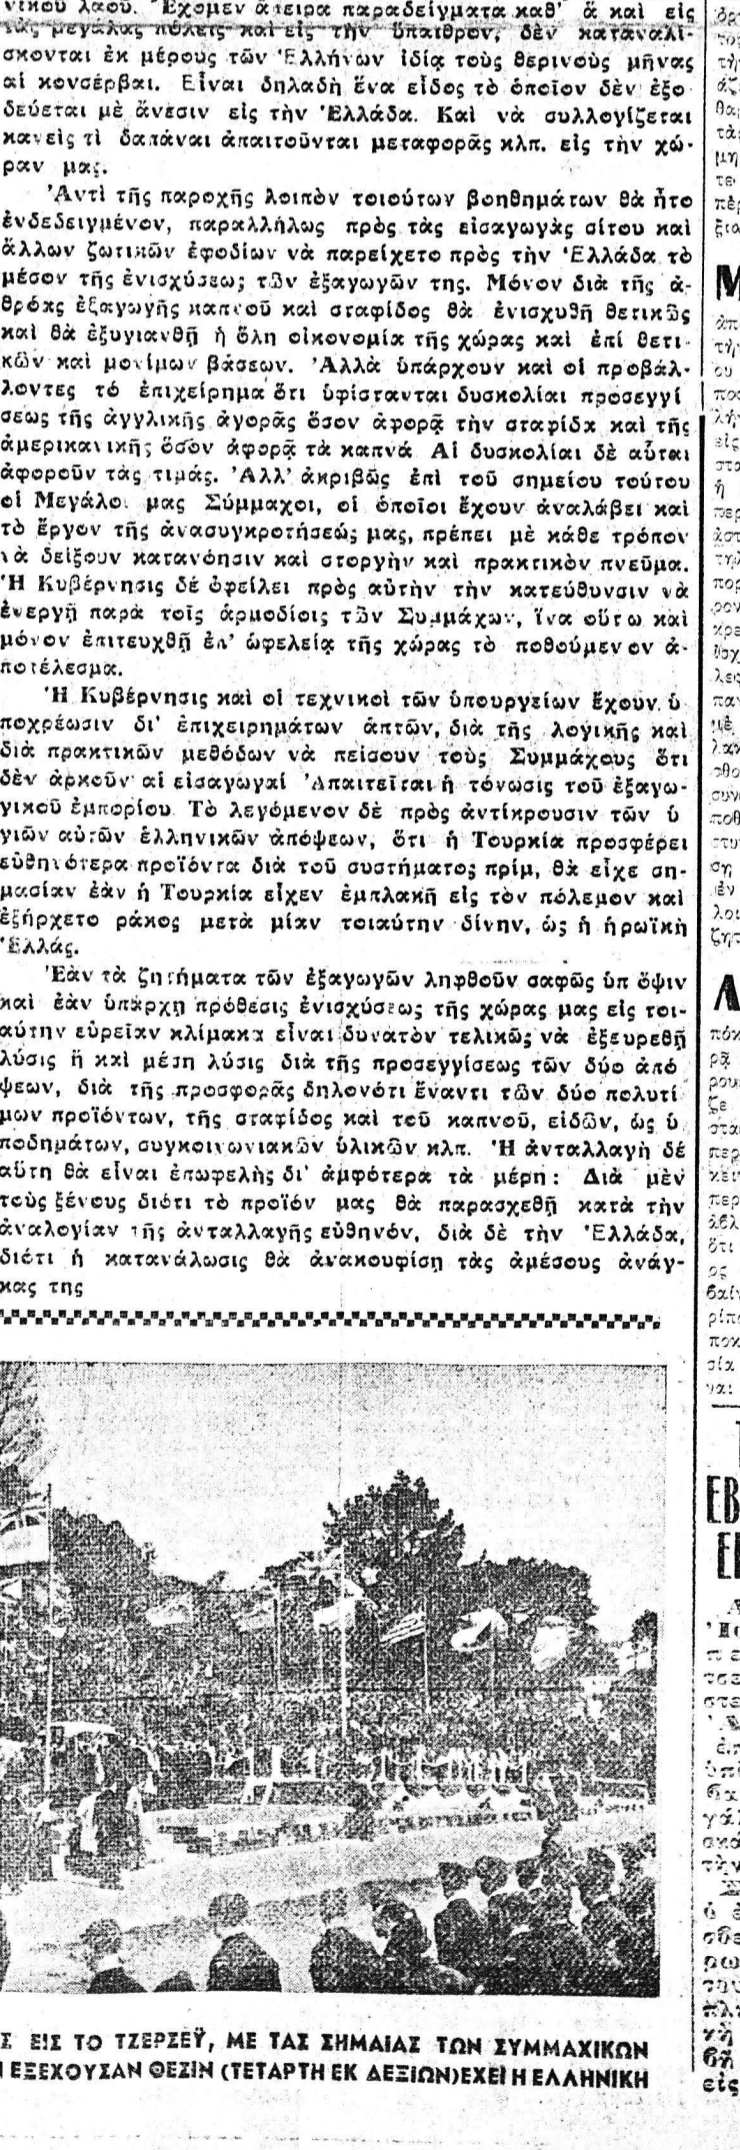 νικοῦ λαοῦ. Ἔχομεν ἄπειρα παραδείγματα καθ' ἃ καὶ εἰς
τὰς μεγάλας πόλεις καὶ εἰς τὴν ὕπαιθρον, δὲν καταναλί-
σκονται ἐκ μέρους τῶν Ἑλλήνων ἰδίᾳ τοὺς θερινοὺς μῆνας
αἱ κονσέρβαι. Εἶναι δηλαδὴ ἕνα εἶδος τὸ ὁποῖον δὲν ἐξο
δεύεται μὲ ἄνεσιν εἰς τὴν Ἑλλάδα. Καὶ νὰ συλλογίζεται
κανεὶς τὶ δαπάναι ἀπαιτοῦνται μεταφορᾶς κλπ. εἰς τὴν χώ-
ραν μας.
Ἀντὶ τῆς παροχῆς λοιπὸν τοιούτων βοηθημάτων θὰ ἦτο
ἐνδεδειγμένον, παραλλήλως πρὸς τὰς εἰσαγωγὰς σίτου καὶ
ἄλλων ζωτικῶν ἐφοδίων νὰ παρείχετο πρὸς τὴν Ἑλλάδα τὸ
μέσον τῆς ἐνισχύσεως τῶν ἐξαγωγῶν της. Μόνον διὰ τῆς ἀ-
θρόας ἐξαγωγῆς καπνοῦ καὶ σταφίδος θὰ ἐνισχυθῆ θετικῶς
καὶ θὰ ἐξυγιανθῆ ἡ ὅλη οἰκονομία τῆς χώρας καὶ ἐπί θετι-
κῶν καὶ μονίμων βάσεων. Ἀλλὰ ὑπάρχουν καὶ οἱ προβάλ-
λοντες τό ἐπιχείρημα ὅτι ὑφίστανται δυσκολίαι προσεγγί
σεως τῆς ἀγγλικῆς ἀγορᾶς ὅσον ἀφορᾷ τὴν σταφίδα καὶ τῆς
ἀμερικανικῆς ὅσον ἀφορᾷ τὰ καπνά. Αἱ δυσκολίαι δὲ αὗται
ἀφοροῦν τὰς τιμάς. Ἀλλ' ἀκριβῶς ἐπὶ τοῦ σημείου τούτου
οἱ Μεγάλοι μας Σύμμαχοι, οἱ ὁποῖοι ἔχουν ἀναλάβει καὶ
τὸ ἔργον τῆς ἀνασυγκροτήσεώς μας, πρέπει μὲ κάθε τρόπον
νὰ δείξουν κατανόησιν καὶ στοργὴν καὶ πρακτικὸν πνεῦμα.
Ἡ Κυβέρνησις δέ ὀφείλει πρὸς αὐτὴν τὴν κατεύθυνσιν νὰ
ἐνεργῆ παρὰ τοῖς ἁρμοδίοις τῶν Συμμάχων, ἵνα οὕτω καὶ
μόνον ἐπιτευχθῆ ἐπ' ὠφελείᾳ τῆς χώρας τὸ ποθούμενον ἀ-
ποτέλεσμα.
Ἡ Κυβέρνησις καὶ οἱ τεχνικοὶ τῶν ὑπουργείων ἔχουν ὑ
ποχρέωσιν δι' ἐπιχειρημάτων ἁπτῶν, διὰ τῆς λογικῆς καὶ
διὰ πρακτικῶν μεθόδων νὰ πείσουν τοὺς Συμμάχους ὅτι
δὲν ἀρκοῦν αἱ εἰσαγωγαί Ἀπαιτεῖται ἡ τόνωσις τοῦ ἐξαγω-
γικοῦ ἐμπορίου. Τὸ λεγόμενον δὲ πρὸς ἀντίκρουσιν τῶν ὑ
γιῶν αὐτῶν ἑλληνικῶν ἀπόψεων, ὅτι ἡ Τουρκία προσφέρει
εὐθηνότερα προϊόντα διὰ τοῦ συστήματος πρίμ, θὰ εἶχε ση-
μασίαν ἐὰν ἡ Τουρκία εἶχεν ἐμπλακῆ εἰς τὸν πόλεμον καὶ
ἐξήρχετο ράκος μετὰ μίαν τοιαύτην δίνην, ὡς ἡ ἡρωϊκὴ
Ἑλλάς.
Ἐὰν τὰ ζητήματα τῶν ἐξαγωγῶν ληφθοῦν σαφῶς ὑπ ὄψιν
καὶ ἐὰν ὑπάρχῃ πρόθεσις ἐνισχύσεως τῆς χώρας μας εἰς τοι-
αύτην εὑρεῖαν κλίμακα εἶναι δυνατὸν τελικῶς νὰ ἐξευρεθῆ
λύσις ἢ καὶ μέση λύσις διὰ τῆς προσεγγίσεως τῶν δύο ἀπό
ψεων, διὰ τῆς προσφορᾶς δηλονότι ἔναντι τῶν δύο πολυτί
μων προϊόντων, τῆς σταφίδος καὶ τοῦ καπνοῦ, εἰδῶν, ὡς ὑ
ποδημάτων, συγκοινωνιακῶν ὑλικῶν κλπ. Ἡ ἀνταλλαγὴ δέ
αὕτη θὰ εἶναι ἐπωφελὴς δι' ἀμφότερα τὰ μέρη: Διὰ μὲν
τοὺς ξένους διότι τὸ προϊόν μας θὰ παρασχεθῆ κατὰ τὴν
ἀναλογίαν τῆς ἀνταλλαγῆς εὐθηνόν, διὰ δὲ τὴν Ἑλλάδα,
διότι ἡ κατανάλωσις θὰ ἀνακουφίσῃ τὰς ἀμέσους ἀνάγ-
κας της
Σ ΕΙΣ ΤΟ ΤΖΕΡΣΕΫ, ΜΕ ΤΑΣ ΣΗΜΑΙΑΣ ΤΩΝ ΣΥΜΜΑΧΙΚΩΝ
ΕΞΕΧΟΥΣΑΝ ΘΕΣΙΝ (ΤΕΤΑΡΤΗ ΕΚ ΔΕΞΙΩΝ) ΕΧΕΙ Η ΕΛΛΗΝΙΚΗ